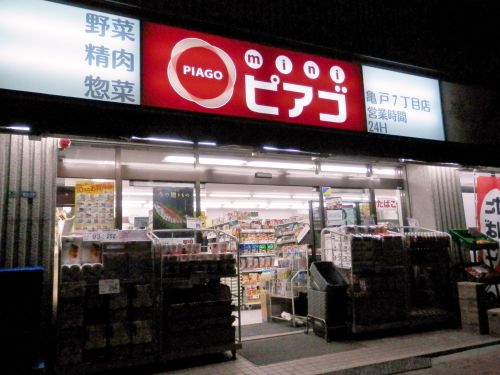 野菜
精肉
惣菜
PIAGO
mini
ピアゴ
亀戸7丁目店
営業時間
24H
たばこ